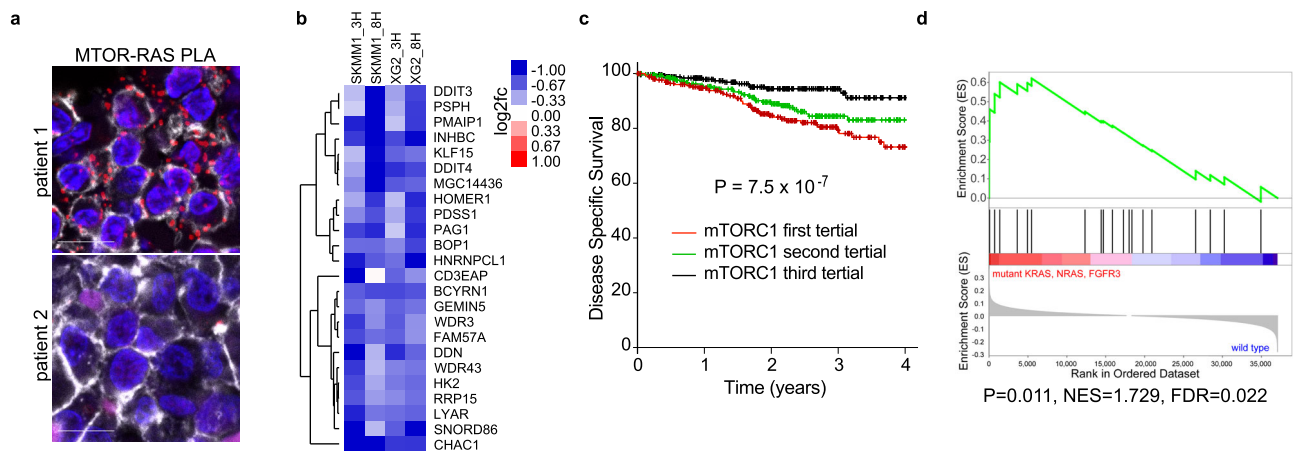 a
MTOR-RAS PLA
patient 1
patient 2
b
SKMM1_3H
SKMM1_8H
XG2_3H
XG2_8H
DDIT3
PSPH
PMAIP1
INHBC
KLF15
DDIT4
MGC14436
HOMER1
PDSS1
PAG1
BOP1
HNRNPCL1
CD3EAP
BCYRN1
GEMIN5
WDR3
FAM57A
DDN
WDR43
HK2
RRP15
LYAR
SNORD86
CHAC1
log2fc
-1.00
-0.67
-0.33
0.00
0.33
0.67
1.00
c
Disease Specific Survival
100
80
60
40
20
0
P = 7.5 x 10 -7
mTORC1 first tertial
mTORC1 second tertial
mTORC1 third tertial
0 1 2 3 4
Time (years)
d
Enrichment Score (ES)
0.6
0.5
0.4
0.3
0.2
0.1
0.0
mutant KRAS, NRAS, FGFR3
Enrichment Score (ES)
0.3
0.2
0.1
0.0
-0.1
-0.2
-0.3
wild type
0 5,000 10,000 15,000 20,000 25,000 30,000 35,000
Rank in Ordered Dataset
P=0.011, NES=1.729, FDR=0.022